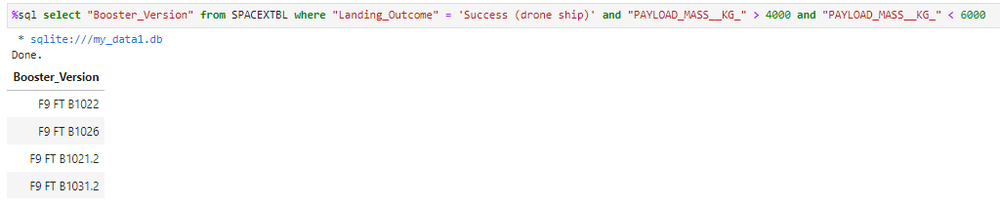 %sql select "Booster_Version" from SPACEXTBL where "Landing_Outcome" = 'Success (drone ship)' and "PAYLOAD_MASS__KG_" > 4000 and "PAYLOAD_MASS__KG_" < 6000
* sqlite:///my_data1.db
Done.
Booster_Version
F9 FT B1022
F9 FT B1026
F9 FT B1021.2
F9 FT B1031.2